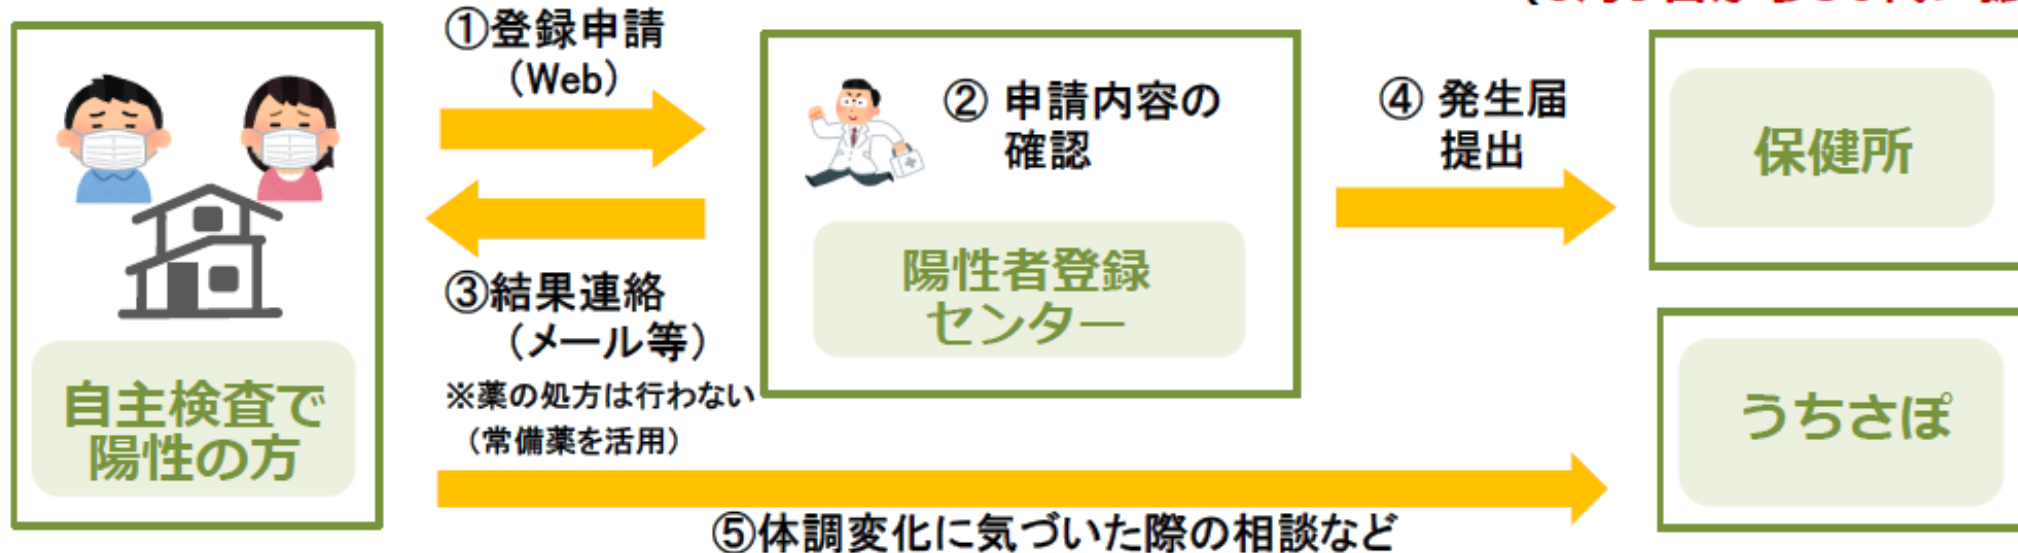 ①登録申請
（Web）
② 申請内容の
確認
④ 発生届
提出
保健所
陽性者登録
センター
③結果連絡
（メール等）
※薬の処方は行わない
（常備薬を活用）
自主検査で
陽性の方
うちさぽ
⑤体調変化に気づいた際の相談など